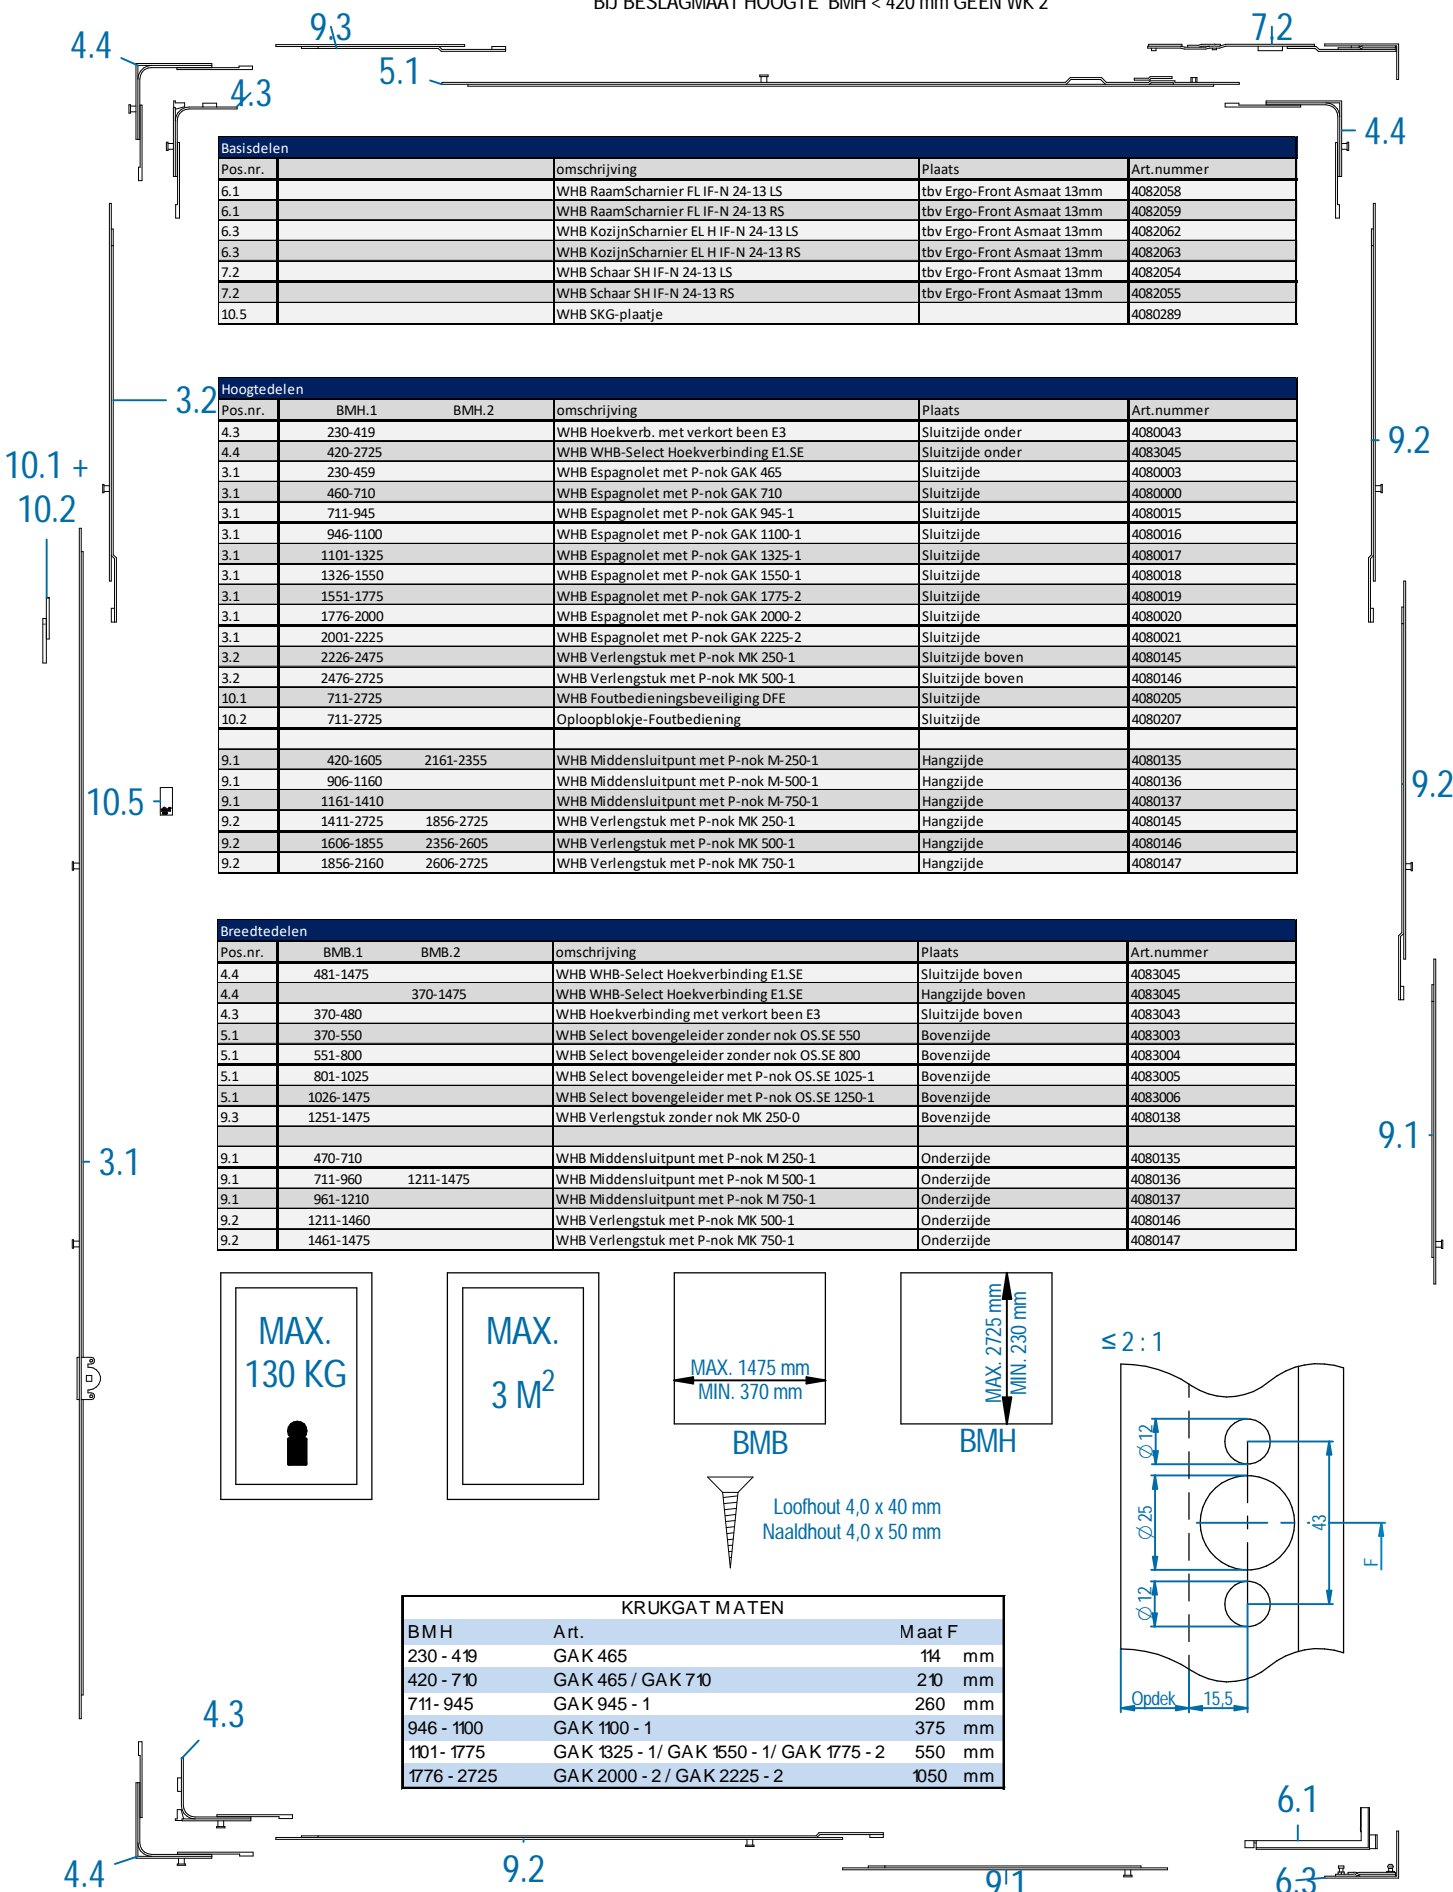 BIJ BESLAGMAAT HOOGTE BMH < 420 mm GEEN WK 2
9.3
7.2
4.4
5.1
4.3
4.4
Basisdelen
Pos.nr. omschrijving Plaats Art.nummer
6.1 WHB RaamScharnier FL IF-N 24-13 LS tbv Ergo-Front Asmaat 13mm 4082058
6.1 WHB RaamScharnier FL IF-N 24-13 RS tbv Ergo-Front Asmaat 13mm 4082059
6.3 WHB KozijnScharnier EL H IF-N 24-13 LS tbv Ergo-Front Asmaat 13mm 4082062
6.3 WHB KozijnScharnier EL H IF-N 24-13 RS tbv Ergo-Front Asmaat 13mm 4082063
7.2 WHB Schaar SH IF-N 24-13 LS tbv Ergo-Front Asmaat 13mm 4082054
7.2 WHB Schaar SH IF-N 24-13 RS tbv Ergo-Front Asmaat 13mm 4082055
10.5 WHB SKG-plaatje 4080289
3.2
9.2
10.1 +
10.2
Hoogtedelen
Pos.nr. BMH.1 BMH.2 omschrijving Plaats Art.nummer
4.3 230-419 WHB Hoekverb. met verkort been E3 Sluitzijde onder 4080043
4.4 420-2725 WHB WHB-Select Hoekverbinding E1.SE Sluitzijde onder 4083045
3.1 230-459 WHB Espagnolet met P-nok GAK 465 Sluitzijde 4080003
3.1 460-710 WHB Espagnolet met P-nok GAK 710 Sluitzijde 4080000
3.1 711-945 WHB Espagnolet met P-nok GAK 945-1 Sluitzijde 4080015
3.1 946-1100 WHB Espagnolet met P-nok GAK 1100-1 Sluitzijde 4080016
3.1 1101-1325 WHB Espagnolet met P-nok GAK 1325-1 Sluitzijde 4080017
3.1 1326-1550 WHB Espagnolet met P-nok GAK 1550-1 Sluitzijde 4080018
3.1 1551-1775 WHB Espagnolet met P-nok GAK 1775-2 Sluitzijde 4080019
3.1 1776-2000 WHB Espagnolet met P-nok GAK 2000-2 Sluitzijde 4080020
3.1 2001-2225 WHB Espagnolet met P-nok GAK 2225-2 Sluitzijde 4080021
3.2 2226-2475 WHB Verlengstuk met P-nok MK 250-1 Sluitzijde boven 4080145
3.2 2476-2725 WHB Verlengstuk met P-nok MK 500-1 Sluitzijde boven 4080146
10.1 711-2725 WHB Foutbedieningsbeveiliging DFE Sluitzijde 4080205
10.2 711-2725 Oploopblokje-Foutbediening Sluitzijde 4080207
9.1 420-1605 2161-2355 WHB Middensluitpunt met P-nok M-250-1 Hangzijde 4080135
9.1 906-1160 WHB Middensluitpunt met P-nok M-500-1 Hangzijde 4080136
9.1 1161-1410 WHB Middensluitpunt met P-nok M-750-1 Hangzijde 4080137
9.2 1411-2725 1856-2725 WHB Verlengstuk met P-nok MK 250-1 Hangzijde 4080145
9.2 1606-1855 2356-2605 WHB Verlengstuk met P-nok MK 500-1 Hangzijde 4080146
9.2 1856-2160 2606-2725 WHB Verlengstuk met P-nok MK 750-1 Hangzijde 4080147
10.5
9.2
Breedtedelen
Pos.nr. BMB.1 BMB.2 omschrijving Plaats Art.nummer
4.4 481-1475 WHB WHB-Select Hoekverbinding E1.SE Sluitzijde boven 4083045
4.4 370-1475 WHB WHB-Select Hoekverbinding E1.SE Hangzijde boven 4083045
4.3 370-480 WHB Hoekverbinding met verkort been E3 Sluitzijde boven 4083043
5.1 370-550 WHB Select bovengeleider zonder nok OS.SE 550 Bovenzijde 4083003
5.1 551-800 WHB Select bovengeleider zonder nok OS.SE 800 Bovenzijde 4083004
5.1 801-1025 WHB Select bovengeleider met P-nok OS.SE 1025-1 Bovenzijde 4083005
5.1 1026-1475 WHB Select bovengeleider met P-nok OS.SE 1250-1 Bovenzijde 4083006
9.3 1251-1475 WHB Verlengstuk zonder nok MK 250-0 Bovenzijde 4080138
9.1 470-710 WHB Middensluitpunt met P-nok M 250-1 Onderzijde 4080135
9.1 711-960 1211-1475 WHB Middensluitpunt met P-nok M 500-1 Onderzijde 4080136
9.1 961-1210 WHB Middensluitpunt met P-nok M 750-1 Onderzijde 4080137
9.2 1211-1460 WHB Verlengstuk met P-nok MK 500-1 Onderzijde 4080146
9.2 1461-1475 WHB Verlengstuk met P-nok MK 750-1 Onderzijde 4080147
3.1
9.1
MAX.
130 KG
MAX.
3 M2
MAX. 1475 mm
MIN. 370 mm
BMB
MAX. 2725 mm
MIN. 230 mm
BMH
≤ 2 : 1
Ø 12
Ø 25
Ø 12
43
F
Opdek 15,5
Loofhout 4,0 x 40 mm
Naaldhout 4,0 x 50 mm
KRUKGAT MATEN
BMH Art. Maat F
230 - 419 GAK 465 114 mm
420 - 710 GAK 465 / GAK 710 210 mm
711 - 945 GAK 945 - 1 260 mm
946 - 1100 GAK 1100 - 1 375 mm
1101 - 1775 GAK 1325 - 1/ GAK 1550 - 1/ GAK 1775 - 2 550 mm
1776 - 2725 GAK 2000 - 2 / GAK 2225 - 2 1050 mm
4.3
6.1
4.4
9.2
9.1
6.3